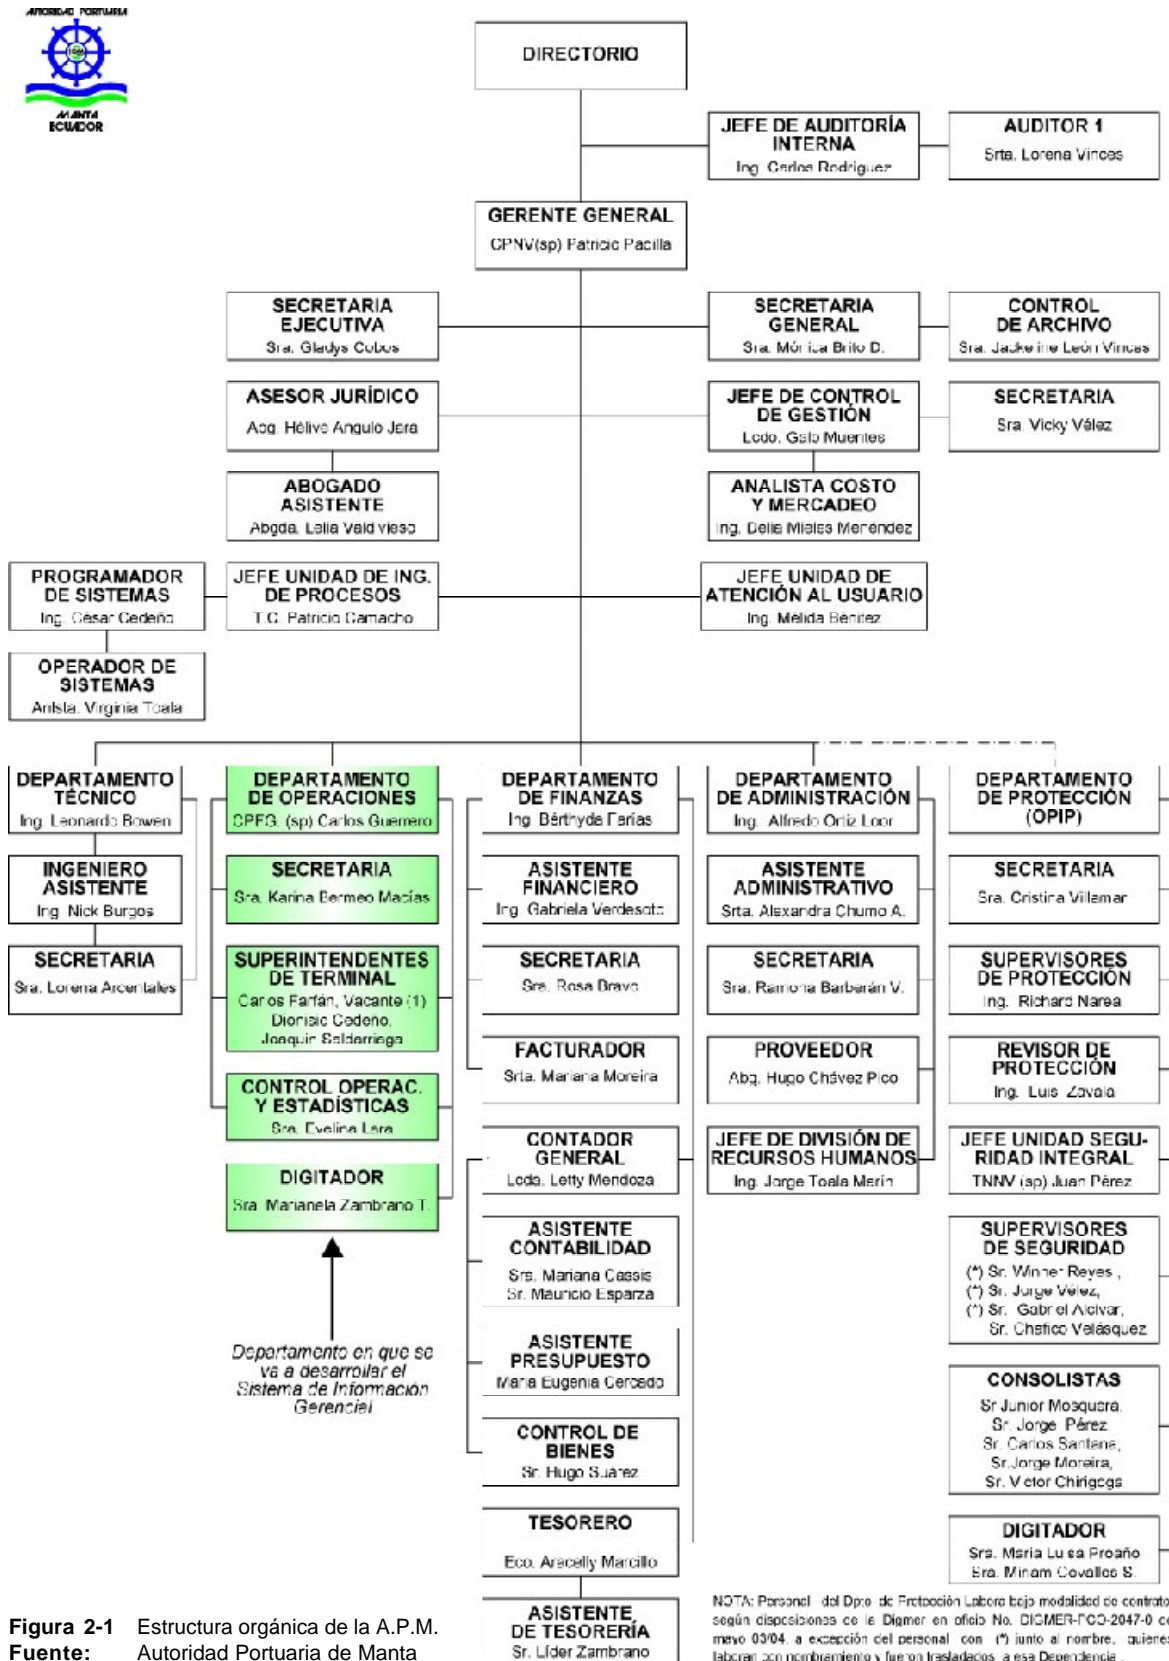 AUTORIDAD PORTUARIA
MANTA
ECUADOR
DIRECTORIO
JEFE DE AUDITORÍA
INTERNA
Ing. Carlos Rodríguez
AUDITOR 1
Srta. Lorena Vinces
GERENTE GENERAL
CPNV(sp) Patricio Padilla
SECRETARIA
EJECUTIVA
Sra. Gladys Cobos
SECRETARIA
GENERAL
Sra. Mónica Brito D.
CONTROL
DE ARCHIVO
Sra. Jackeline León Vinces
ASESOR JURÍDICO
Abg. Angulo Jara
JEFE DE CONTROL
DE GESTIÓN
Lcdo. Galo Muentes
SECRETARIA
Sra. Vicky Vélez
ABOGADO
ASISTENTE
Abgda. Lelia Valdivieso
ANALISTA COSTO
Y MERCADEO
Ing. Delia Mieles Menéndez
PROGRAMADOR
DE SISTEMAS
Ing. César Cedeño
JEFE UNIDAD DE ING.
DE PROCESOS
T.C. Patricio Camacho
JEFE UNIDAD DE
ATENCIÓN AL USUARIO
Ing. Mélida Bénitez
OPERADOR DE
SISTEMAS
Anlsta. Virginia Toala
DEPARTAMENTO
TÉCNICO
Ing. Leonardo Bowen
DEPARTAMENTO
DE OPERACIONES
CPFG. (sp) Carlos Guerrero
DEPARTAMENTO
DE FINANZAS
Ing. Bérthyda Farías
DEPARTAMENTO
DE ADMINISTRACIÓN
Ing. Alfredo Ortiz Loor
DEPARTAMENTO
DE PROTECCIÓN
(OPIP)
INGENIERO
ASISTENTE
Ing. Nick Burgos
SECRETARIA
Sra. Karina Bermeo Macías
ASISTENTE
FINANCIERO
Ing. Gabriela Verdesoto
ASISTENTE
ADMINISTRATIVO
Srta. Alexandra Chumo A.
SECRETARIA
Sra. Cristina Villamar
SECRETARIA
Sra. Lorena Arcentales
SUPERINTENDENTES
DE TERMINAL
Carlos Farfán, Vacante (1)
Dionisio Cedeño,
Joaquin Saldarriaga
SECRETARIA
Sra. Rosa Bravo
SECRETARIA
Sra. Ramona Barberán V.
SUPERVISORES
DE PROTECCIÓN
Ing. Richard Narea
CONTROL OPERAC.
Y ESTADÍSTICAS
Sra. Evelina Lara
FACTURADOR
Srta. Mariana Moreira
PROVEEDOR
Abg. Hugo Chávez Pico
REVISOR DE
PROTECCIÓN
Ing. Luis Zavala
DIGITADOR
Sra. Marianela Zambrano T.
CONTADOR
GENERAL
Lcda. Letty Mendoza
JEFE DE DIVISIÓN DE
RECURSOS HUMANOS
Ing. Jorge Toala Marín
JEFE UNIDAD SEGU-
RIDAD INTEGRAL
TNNV (sp) Juan Pérez
ASISTENTE
CONTABILIDAD
Sra. Mariana Cassis
Sr. Mauricio Esparza
SUPERVISORES
DE SEGURIDAD
(*) Sr. Winner Reyes ,
(*) Sr. Jorge Vélez,
(*) Sr. Gabriel Alcívar,
Sr. Chafico Velásquez
Departamento en que se
va a desarrollar el
Sistema de Información
Gerencial
ASISTENTE
PRESUPUESTO
María Eugenia Cercado
CONSOLISTAS
Sr Junior Mosquera,
Sr. Jorge Pérez
Sr. Carlos Santana,
Sr.Jorge Moreira,
Sr. Victor Chirigoga
CONTROL DE
BIENES
Sr. Hugo Suárez
TESORERO
Eco. Aracelly Marcillo
DIGITADOR
Sra. María Luisa Proaño
Sra. Miriam Cevallos S.
ASISTENTE
DE TESORERÍA
Sr. Líder Zambrano
NOTA: Personal del Dpto de Protección Labora bajo modalidad de contrato
según disposiciones de la Digmer en oficio No. DIGMER-PCO-2047-0 de
mayo 03/04, a excepción del personal con (*) junto al nombre, quienes
laboran con nombramiento y fueron trasladados a esa Dependencia .
Figura 2-1 Estructura orgánica de la A.P.M.
Fuente: Autoridad Portuaria de Manta